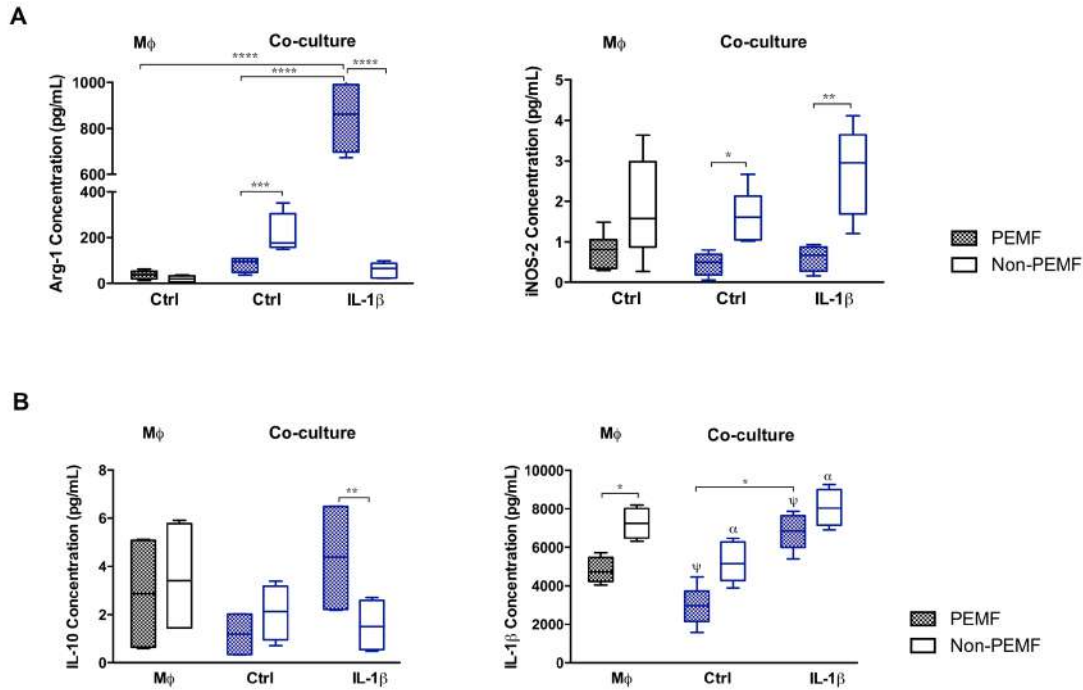 A
Mϕ Co-culture
Arg-1 Concentration (pg/mL)
**** **** ****
1000
800
600
400
200
0
***
Ctrl Ctrl IL-1β
Mϕ Co-culture
iNOS-2 Concentration (pg/mL)
5
4
3
2
1
0
* **
Ctrl Ctrl IL-1β
PEMF
Non-PEMF
B
Mϕ Co-culture
IL-10 Concentration (pg/mL)
6
4
2
0
**
Mϕ Ctrl IL-1β
Mϕ Co-culture
IL-1β Concentration (pg/mL)
10000
8000
6000
4000
2000
0
* *
ψ α ψ α
Mϕ Ctrl IL-1β
PEMF
Non-PEMF